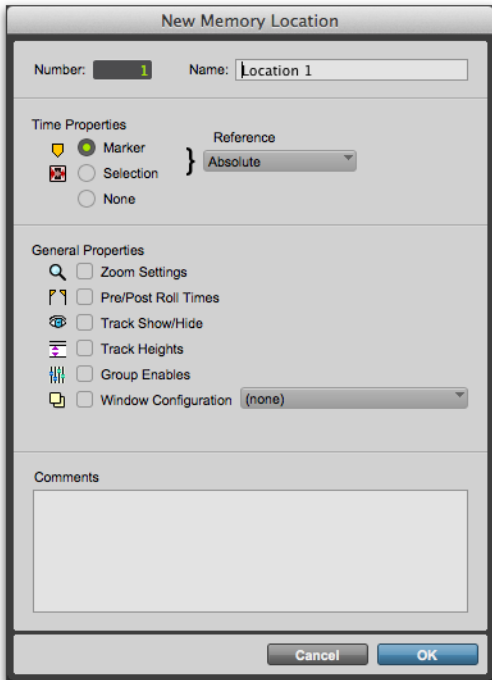 New Memory Location
Number: 1 Name: Location 1
Time Properties
Reference
Marker
Absolute
Selection
None
General Properties
Zoom Settings
Pre/Post Roll Times
Track Show/Hide
Track Heights
Group Enables
Window Configuration (none)
Comments
Cancel OK